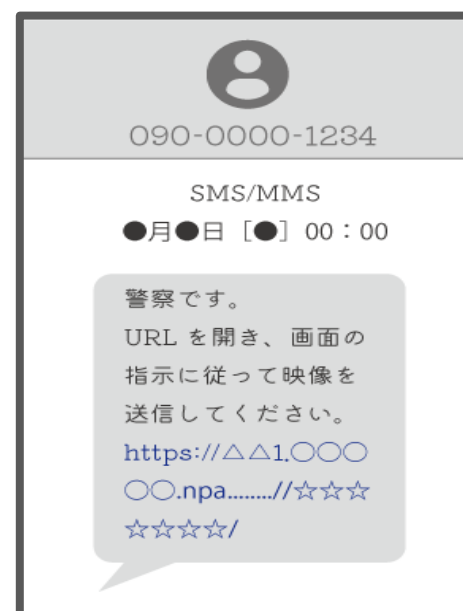 090-0000-1234
SMS/MMS
●月●日［●］00：00
警察です。
URL を開き、画面の
指示に従って映像を
送信してください。
https://△△1.○○○
○○.npa........//☆☆☆
☆☆☆☆/